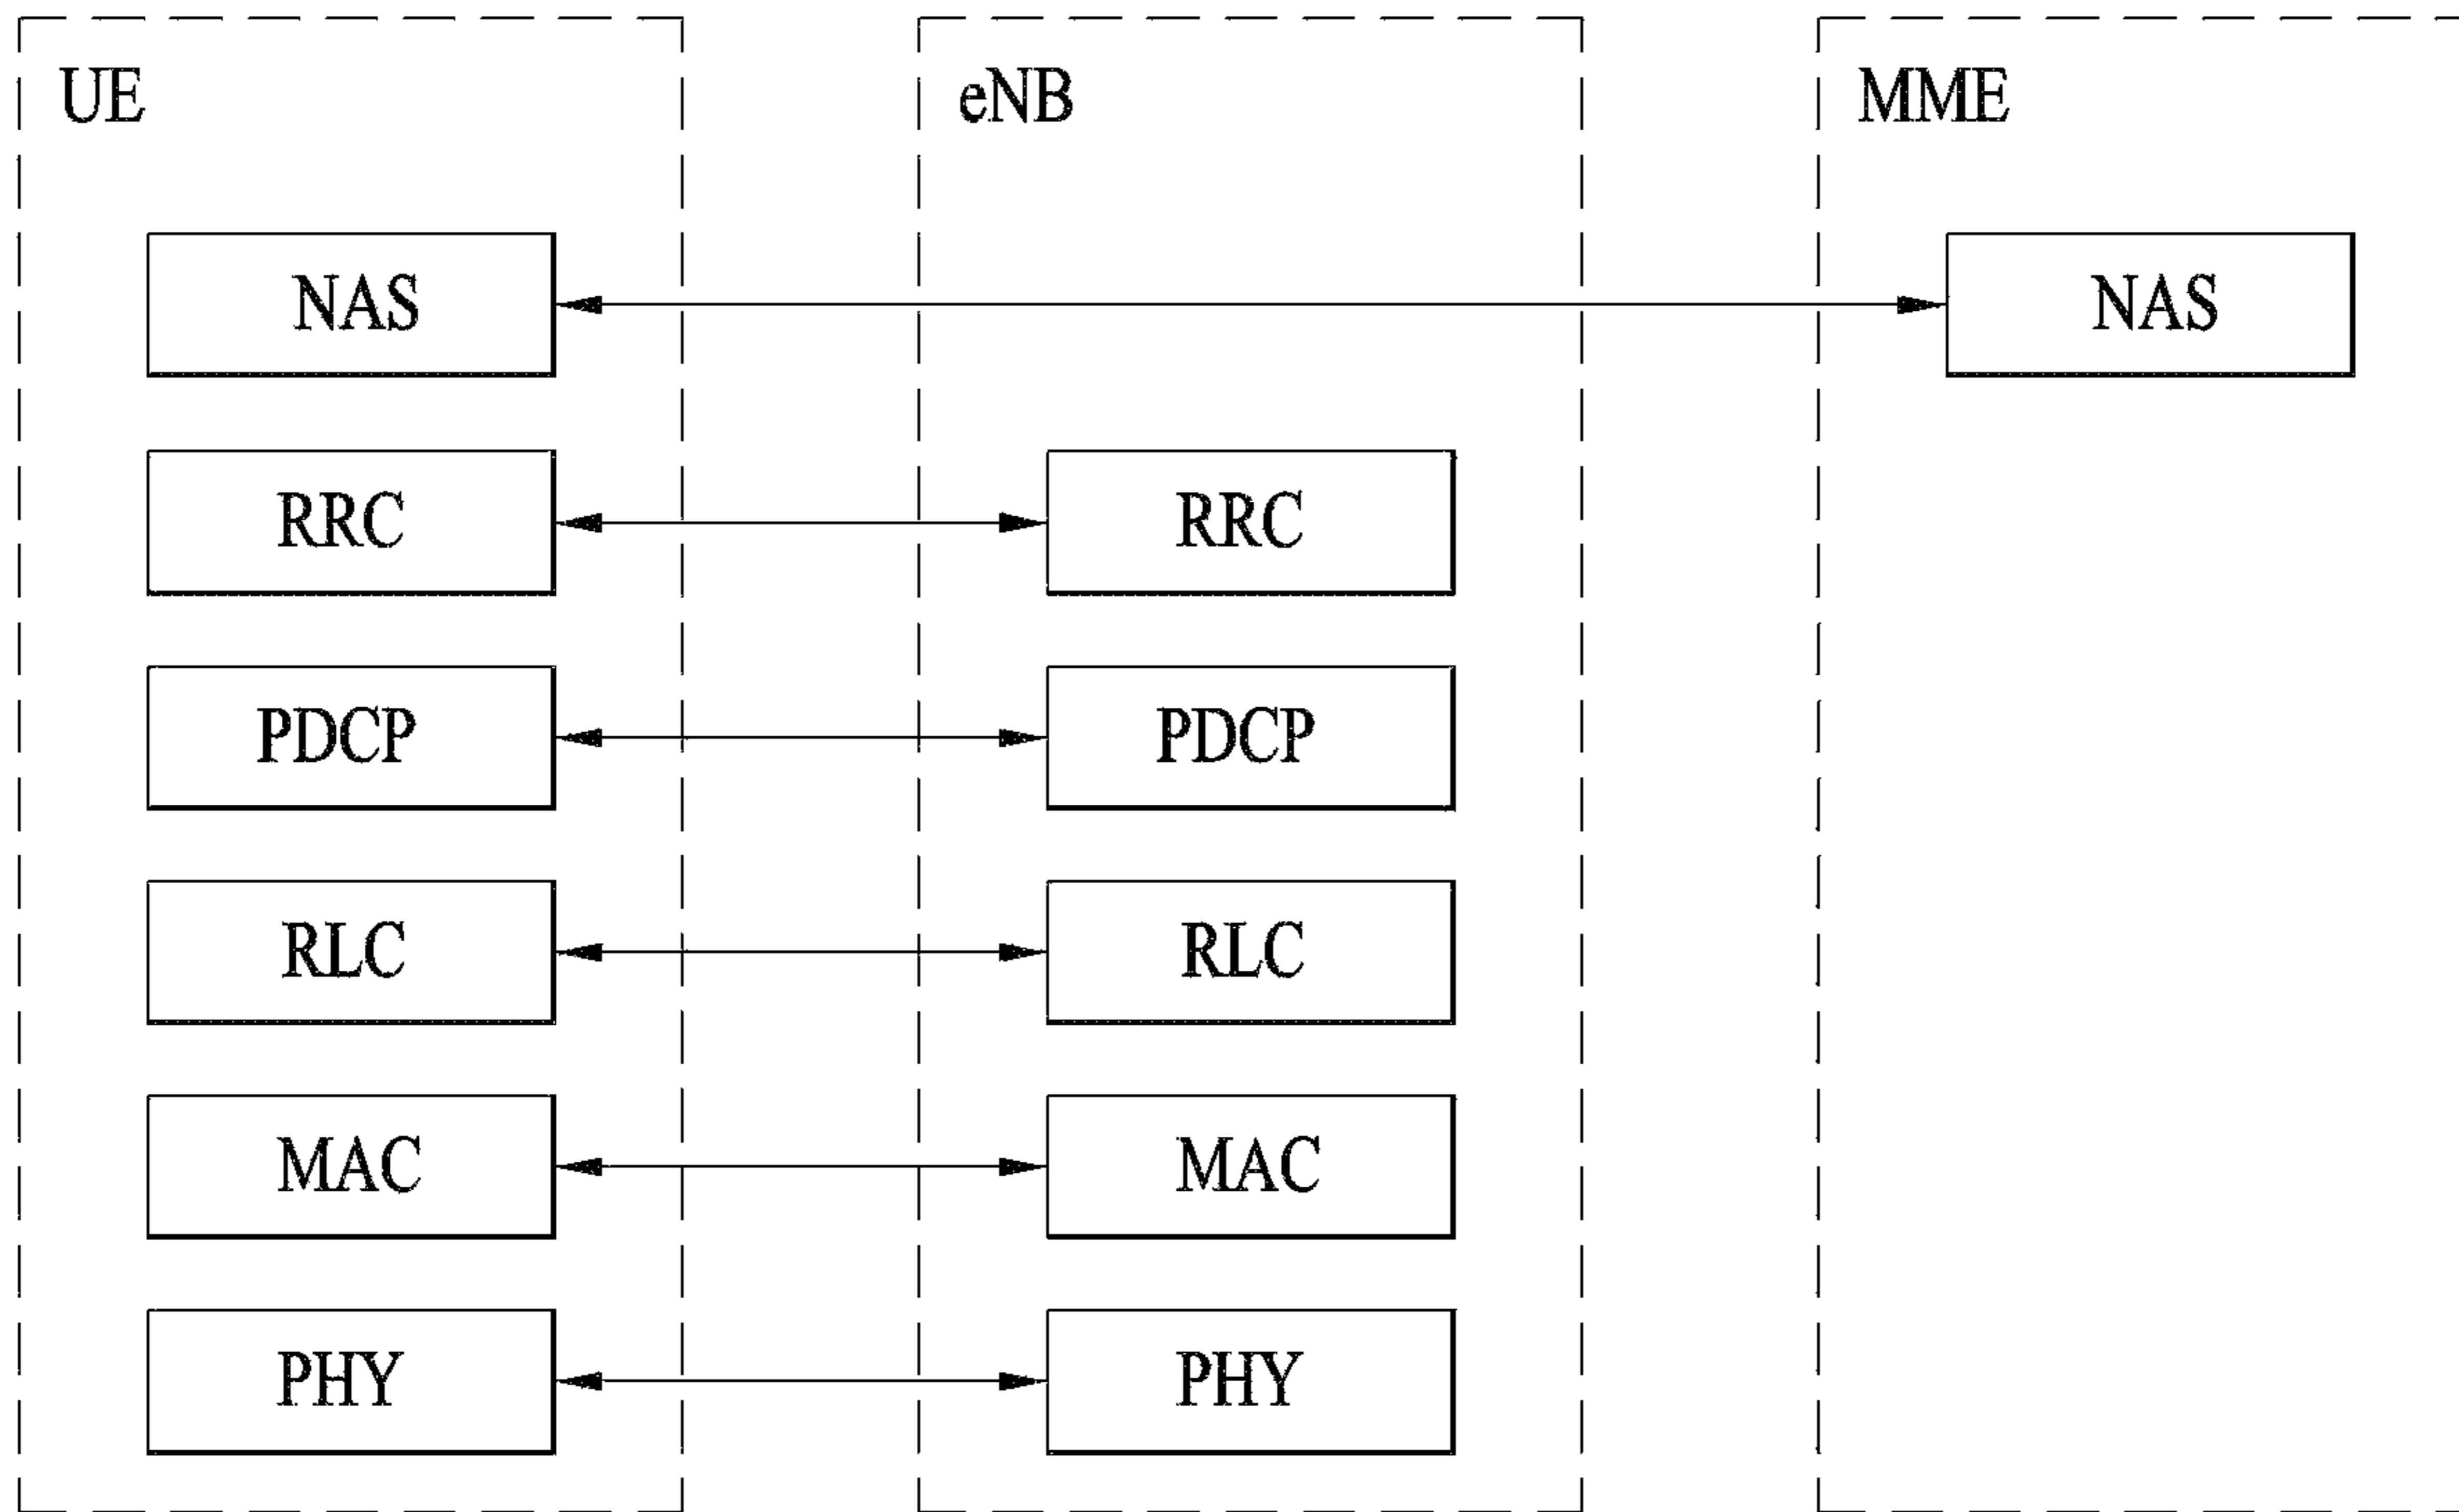 UE eNB MME
NAS NAS
RRC RRC
PDCP PDCP
RLC RLC
MAC MAC
PHY PHY